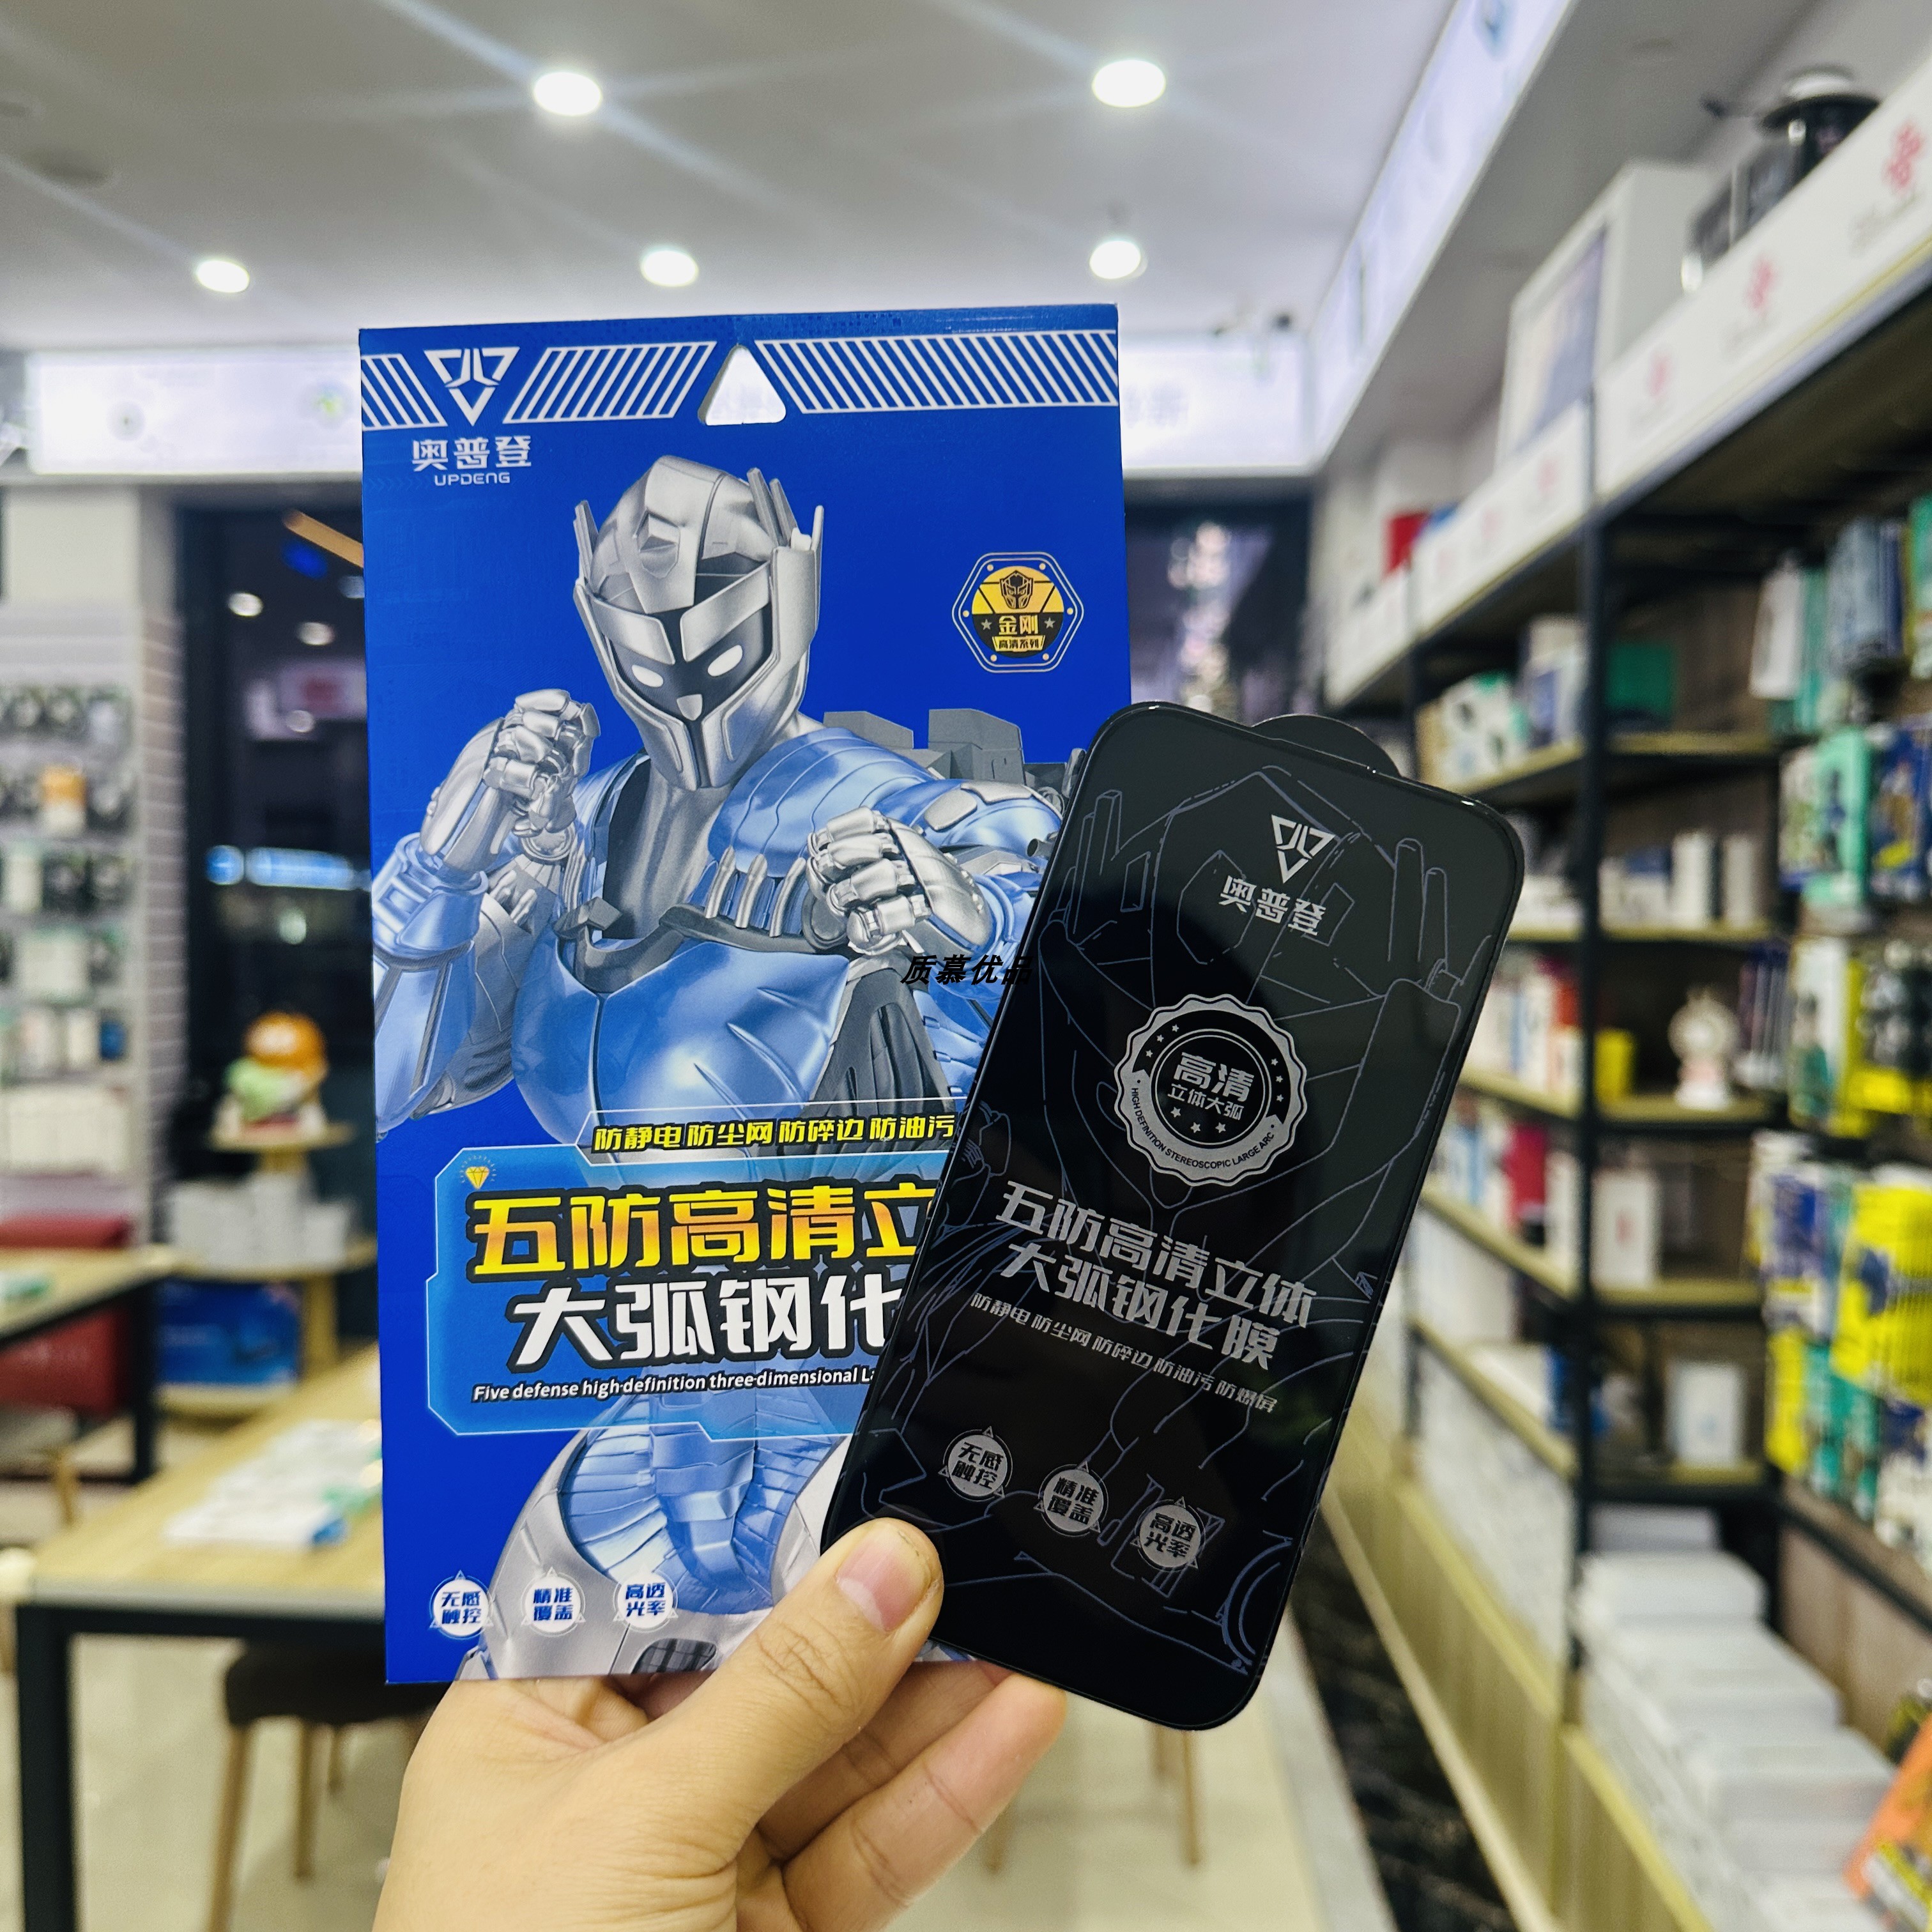 奥普登
UPDENG
金刚
高清系列
防静电 防尘网 防碎边 防油污
五防高清立
大弧钢化
Five defense high-definition three-dimensional La
无感
触控
精准
覆盖
高透
光率
质慕优品
奥普登
高清
立体大弧
HIGH DEFINITION STEREOSCOPIC LARGE ARC
五防高清立体
大弧钢化膜
防静电 防尘网 防碎边 防油污 防爆屏
无感
触控
精准
覆盖
高透
光率